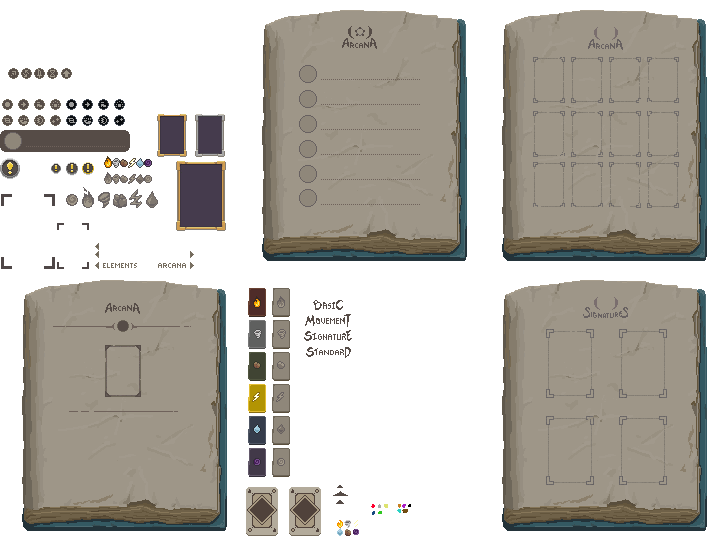 ARCANA
ARCANA
ELEMENTS ARCANA
ARCANA
BASIC
MOVEMENT
SIGNATURE
STANDARD
SIGNATURES